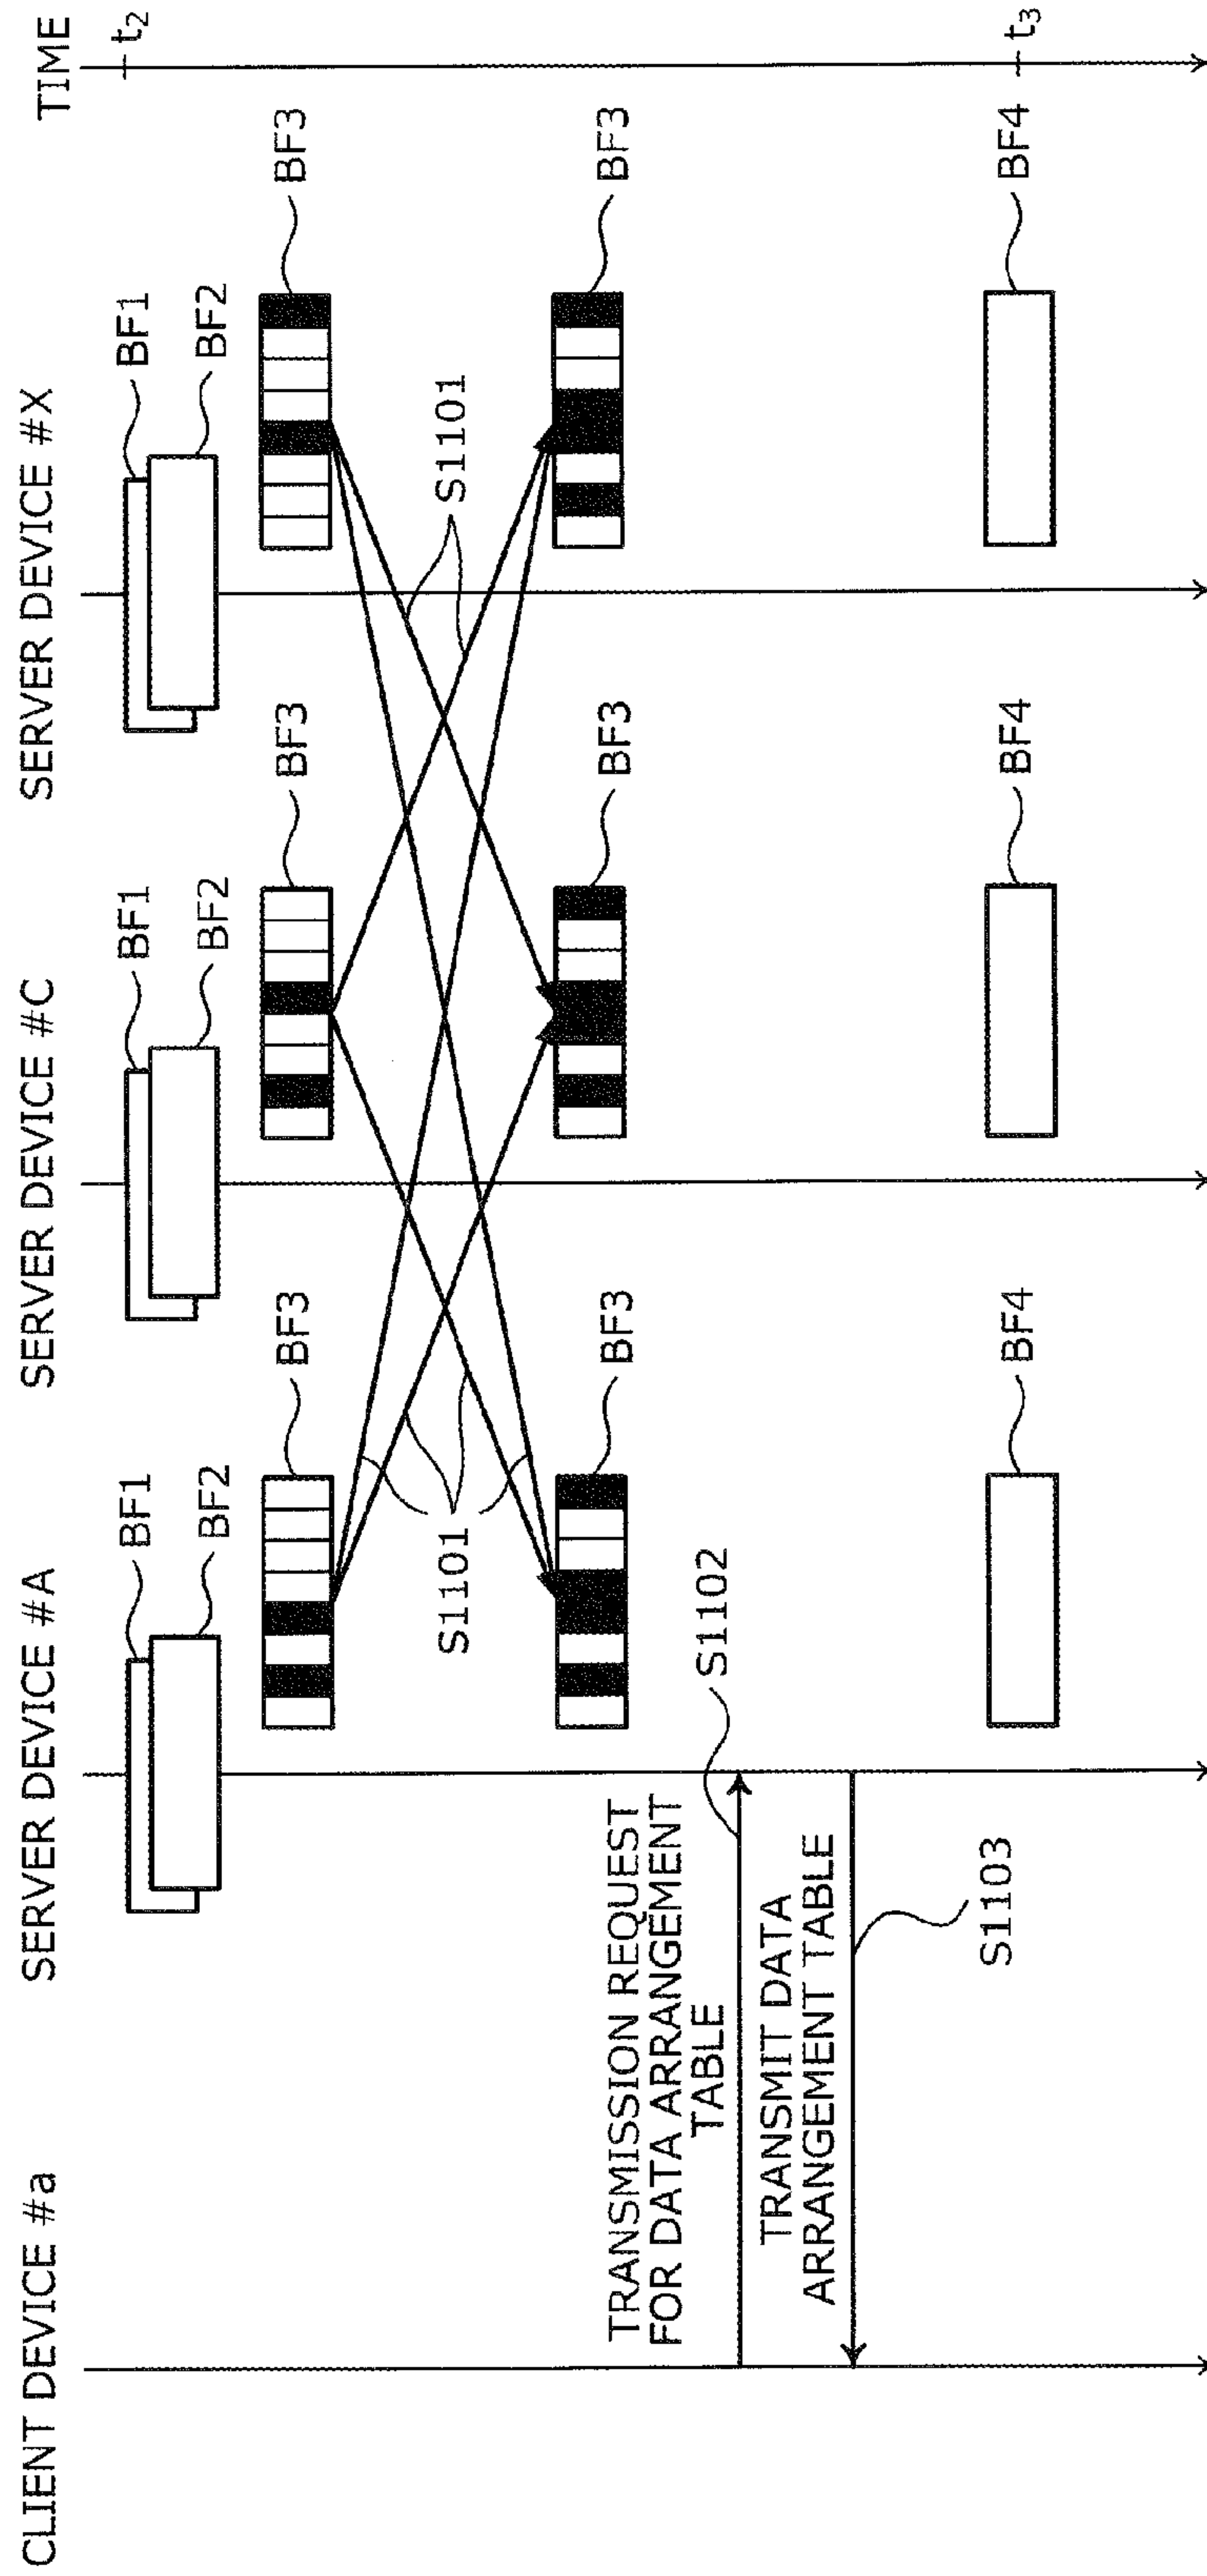 CLIENT DEVICE #a
SERVER DEVICE #A
SERVER DEVICE #C
SERVER DEVICE #X
TIME
t2
BF1
BF2
BF1
BF2
BF1
BF2
BF3
BF3
BF3
S1101
S1101
BF3
BF3
BF3
TRANSMISSION REQUEST
FOR DATA ARRANGEMENT
TABLE
S1102
TRANSMIT DATA
ARRANGEMENT TABLE
S1103
BF4
BF4
BF4
t3